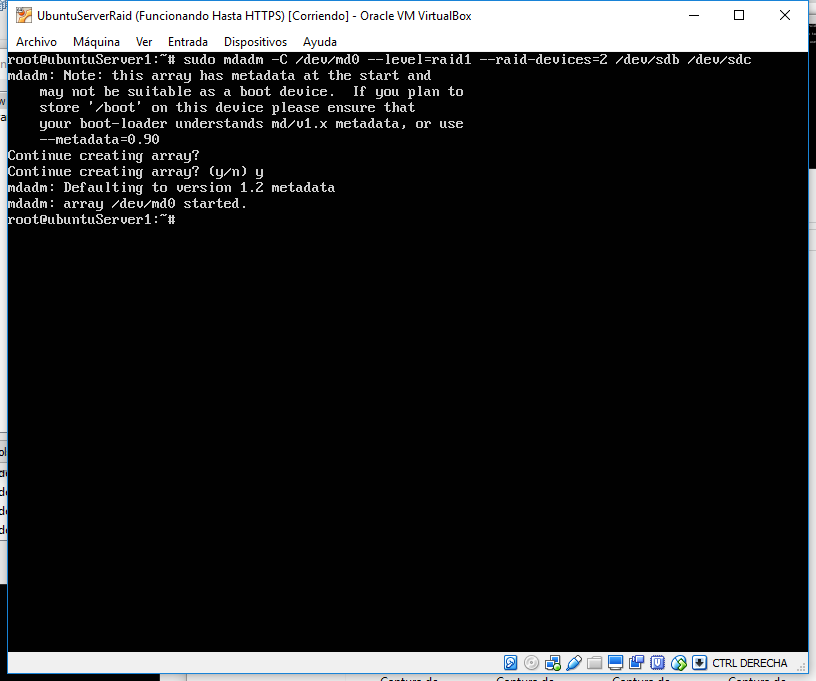 UbuntuServerRaid (Funcionando Hasta HTTPS) [Corriendo] - Oracle VM VirtualBox
Archivo Máquina Ver Entrada Dispositivos Ayuda
root@ubuntuServer1:~# sudo mdadm -C /dev/md0 --level=raid1 --raid-devices=2 /dev/sdb /dev/sdc
mdadm: Note: this array has metadata at the start and
    may not be suitable as a boot device.  If you plan to
    store '/boot' on this device please ensure that
    your boot-loader understands md/v1.x metadata, or use
    --metadata=0.90
Continue creating array?
Continue creating array? (y/n) y
mdadm: Defaulting to version 1.2 metadata
mdadm: array /dev/md0 started.
root@ubuntuServer1:~#
CTRL DERECHA